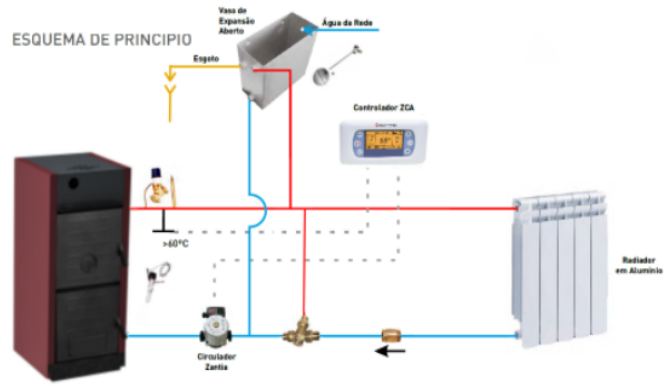 ESQUEMA DE PRINCIPIO
Vaso de
Expansão
Aberto
Água da Rede
Esgoto
Controlador ZCA
>60ºC
Radiador
em Alumínio
Circulador
Zantia